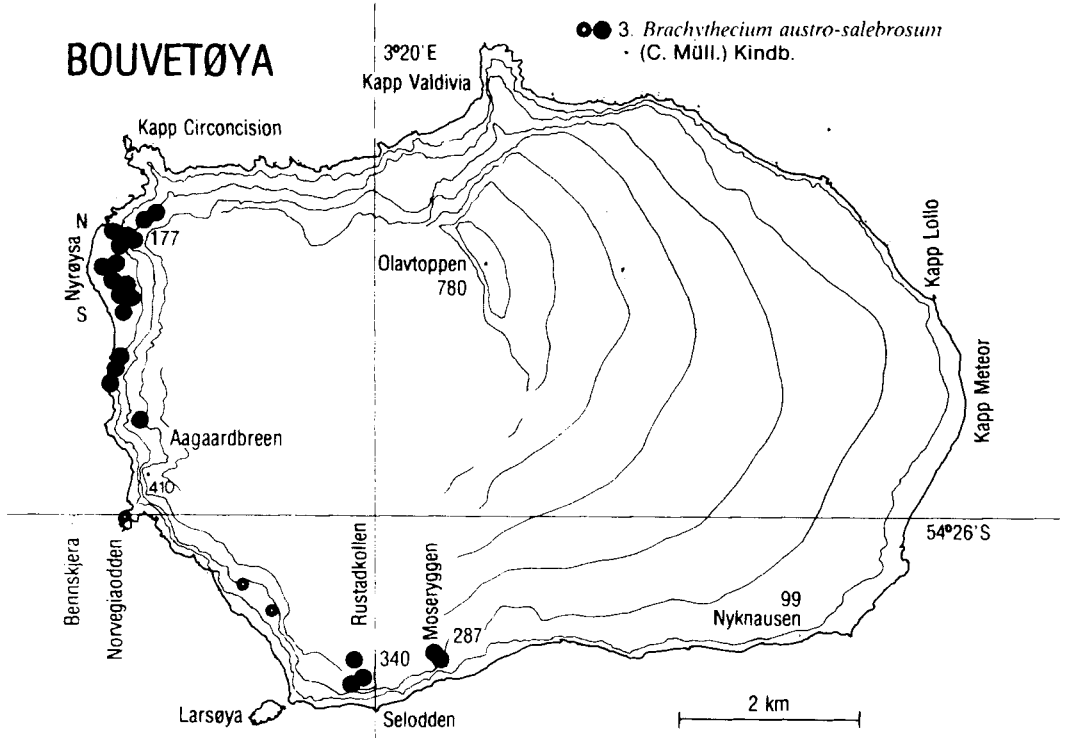 BOUVETØYA
3. Brachythecium austro-salebrosum
(C. Müll.) Kindb.
3°20'E
Kapp Valdivia
Kapp Circoncision
N
Nyrøysa
S
177
Olavtoppen
780
Kapp Lollo
Kapp Meteor
Aagaardbreen
410
54°26'S
Bennskjera
Norvegiaodden
Rustadkollen
Moseryggen
99
Nyknausen
287
340
Larsøya
Selodden
2 km